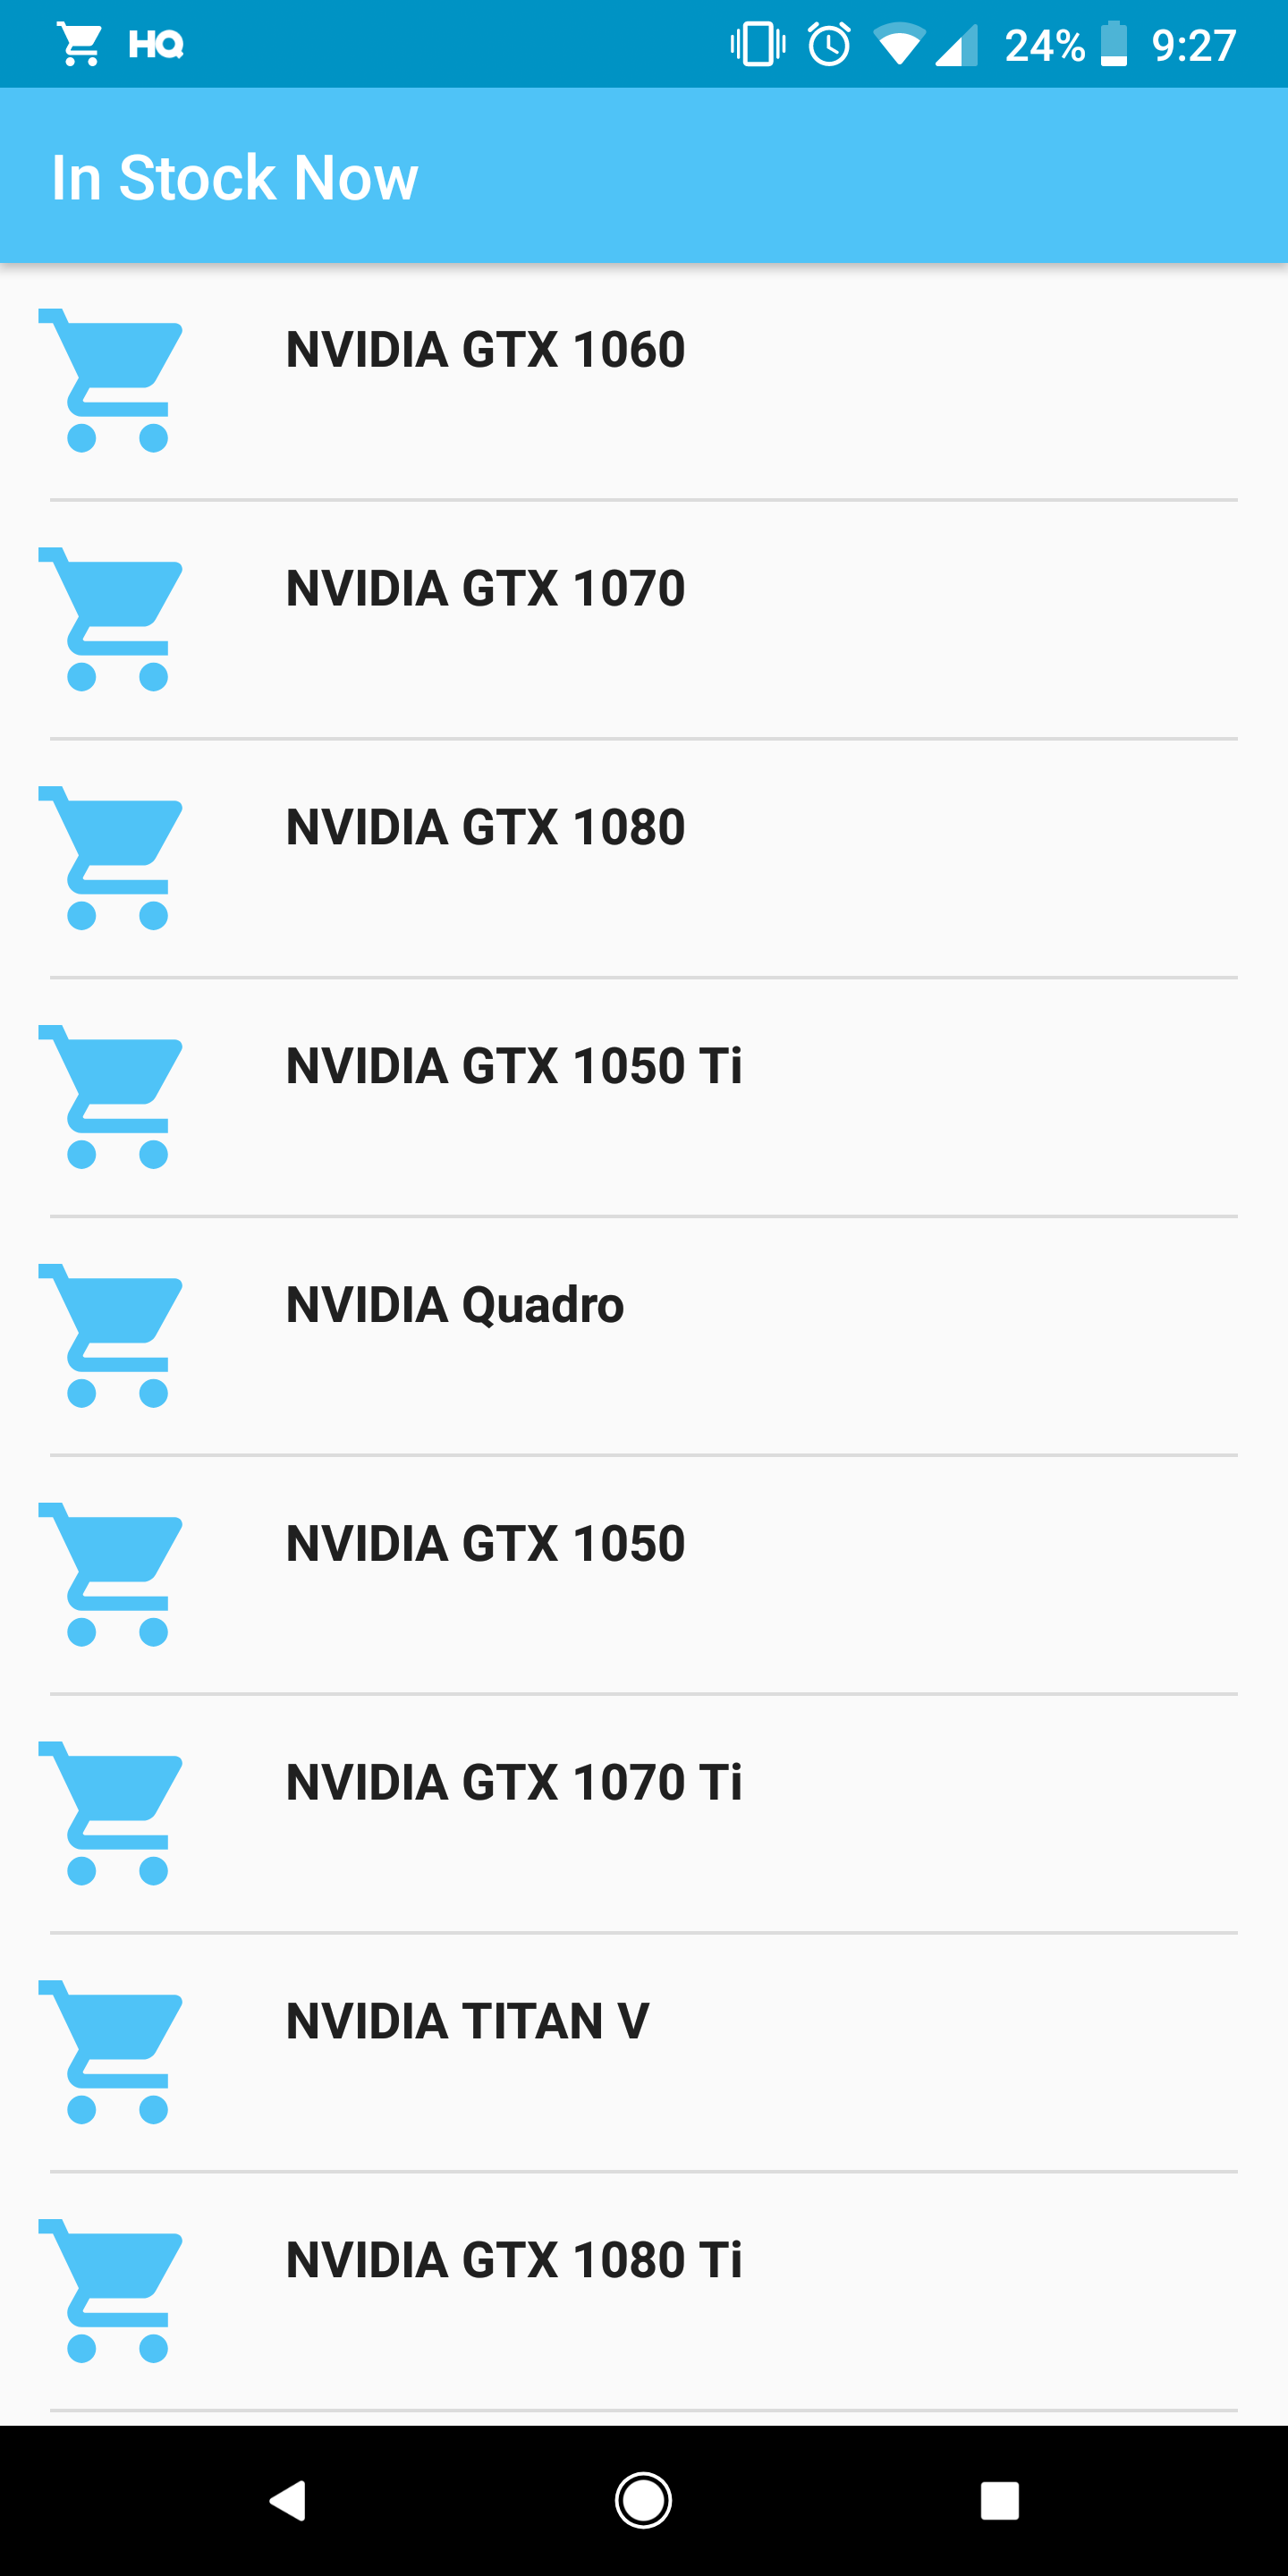 HQ 24% 9:27
In Stock Now
NVIDIA GTX 1060
NVIDIA GTX 1070
NVIDIA GTX 1080
NVIDIA GTX 1050 Ti
NVIDIA Quadro
NVIDIA GTX 1050
NVIDIA GTX 1070 Ti
NVIDIA TITAN V
NVIDIA GTX 1080 Ti